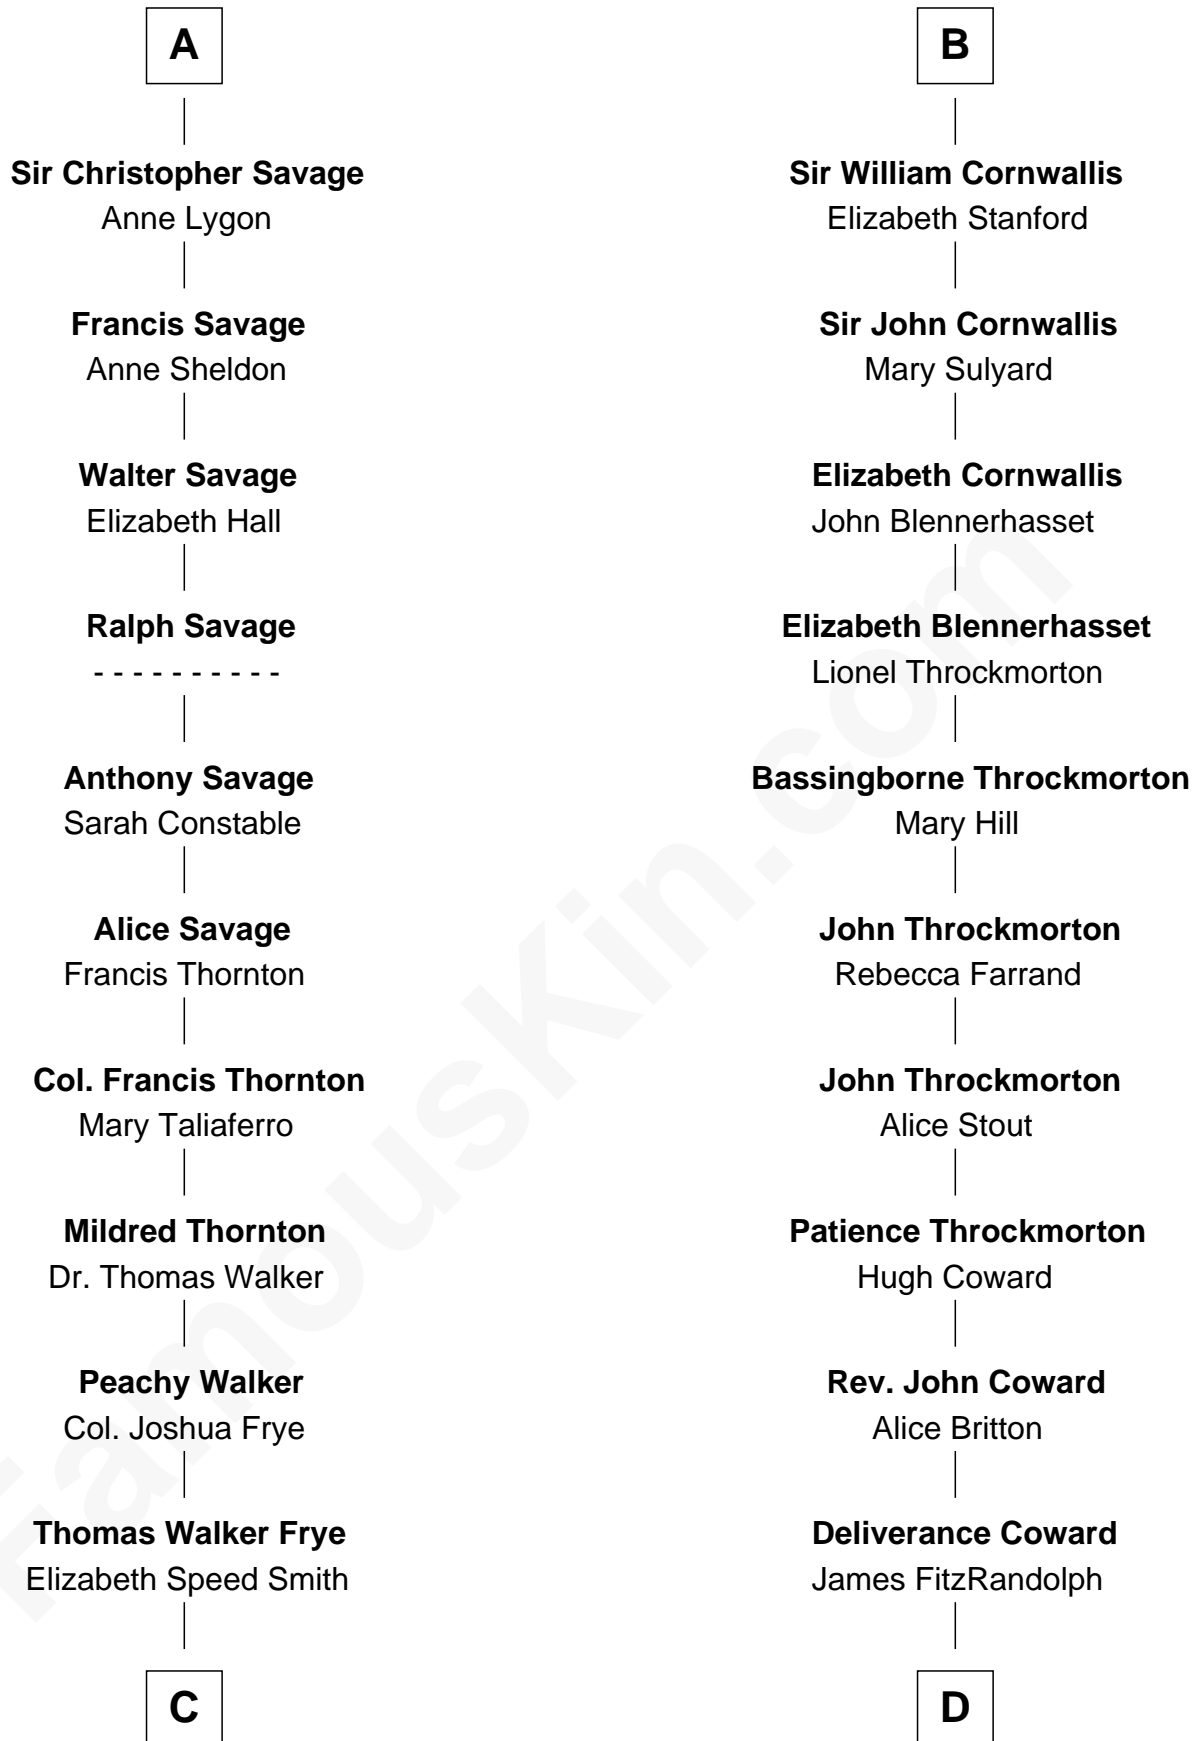 A
Sir Christopher Savage
Anne Lygon
Francis Savage
Anne Sheldon
Walter Savage
Elizabeth Hall
Ralph Savage
- - - - - - - - - -
Anthony Savage
Sarah Constable
Alice Savage
Francis Thornton
Col. Francis Thornton
Mary Taliaferro
Mildred Thornton
Dr. Thomas Walker
Peachy Walker
Col. Joshua Frye
Thomas Walker Frye
Elizabeth Speed Smith
C
B
Sir William Cornwallis
Elizabeth Stanford
Sir John Cornwallis
Mary Sulyard
Elizabeth Cornwallis
John Blennerhasset
Elizabeth Blennerhasset
Lionel Throckmorton
Bassingborne Throckmorton
Mary Hill
John Throckmorton
Rebecca Farrand
John Throckmorton
Alice Stout
Patience Throckmorton
Hugh Coward
Rev. John Coward
Alice Britton
Deliverance Coward
James FitzRandolph
D
FamousKin.com